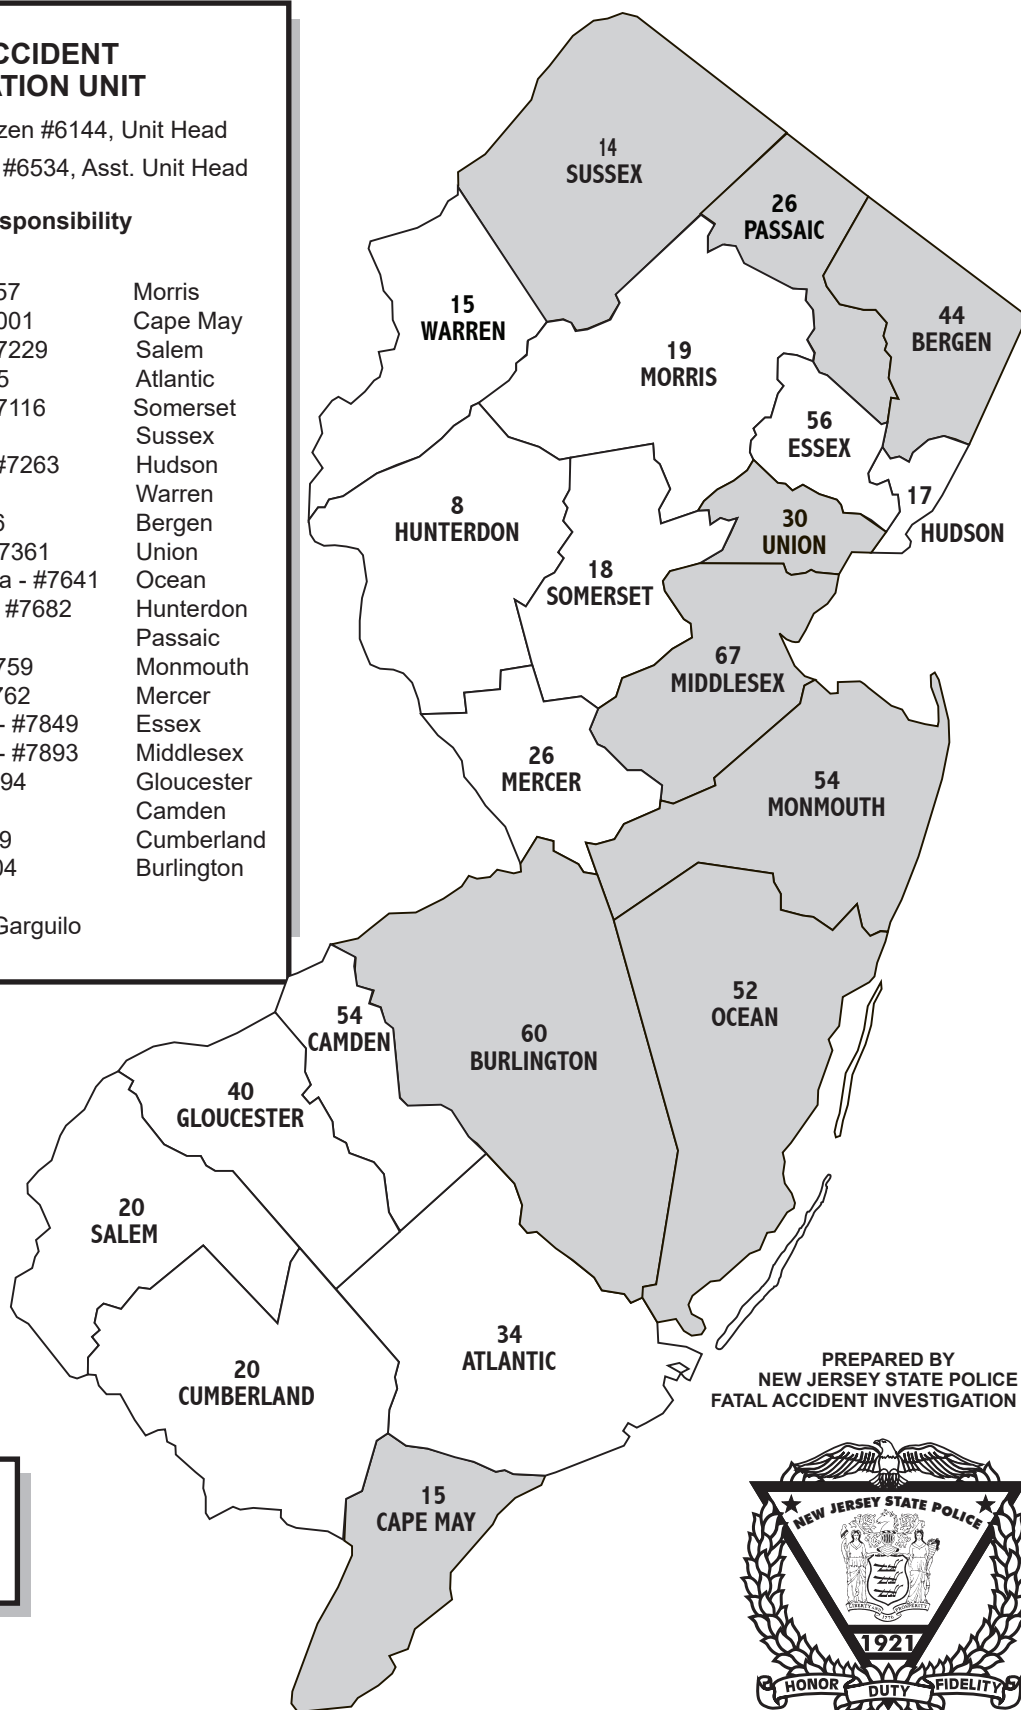 CCIDENT
ATION UNIT
zen #6144, Unit Head
#6534, Asst. Unit Head
sponsibility
57 Morris
001 Cape May
7229 Salem
5 Atlantic
7116 Somerset
Sussex
#7263 Hudson
Warren
6 Bergen
7361 Union
a - #7641 Ocean
#7682 Hunterdon
Passaic
759 Monmouth
762 Mercer
- #7849 Essex
- #7893 Middlesex
94 Gloucester
Camden
9 Cumberland
04 Burlington
Garguilo
14
SUSSEX
26
PASSAIC
15
WARREN
44
BERGEN
19
MORRIS
56
ESSEX
17
HUDSON
8
HUNTERDON
30
UNION
18
SOMERSET
67
MIDDLESEX
26
MERCER
54
MONMOUTH
52
OCEAN
54
CAMDEN
60
BURLINGTON
40
GLOUCESTER
20
SALEM
34
ATLANTIC
20
CUMBERLAND
15
CAPE MAY
PREPARED BY
NEW JERSEY STATE POLICE
FATAL ACCIDENT INVESTIGATION
NEW JERSEY STATE POLICE
LIBERTY AND PROSPERITY
1776
1921
HONOR DUTY FIDELITY